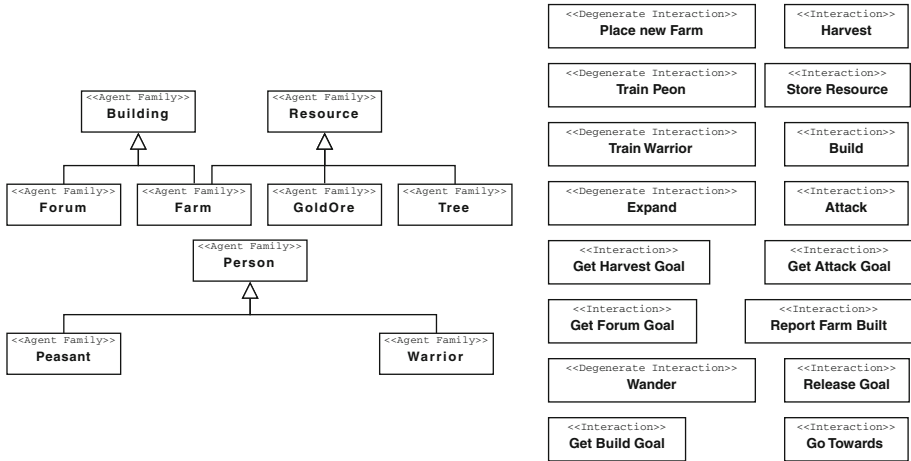 <<Agent Family>>
Building
<<Agent Family>>
Resource
<<Agent Family>>
Forum
<<Agent Family>>
Farm
<<Agent Family>>
GoldOre
<<Agent Family>>
Tree
<<Agent Family>>
Person
<<Agent Family>>
Peasant
<<Agent Family>>
Warrior
<<Degenerate Interaction>>
Place new Farm
<<Interaction>>
Harvest
<<Degenerate Interaction>>
Train Peon
<<Interaction>>
Store Resource
<<Degenerate Interaction>>
Train Warrior
<<Interaction>>
Build
<<Degenerate Interaction>>
Expand
<<Interaction>>
Attack
<<Interaction>>
Get Harvest Goal
<<Interaction>>
Get Attack Goal
<<Interaction>>
Get Forum Goal
<<Interaction>>
Report Farm Built
<<Degenerate Interaction>>
Wander
<<Interaction>>
Release Goal
<<Interaction>>
Get Build Goal
<<Interaction>>
Go Towards